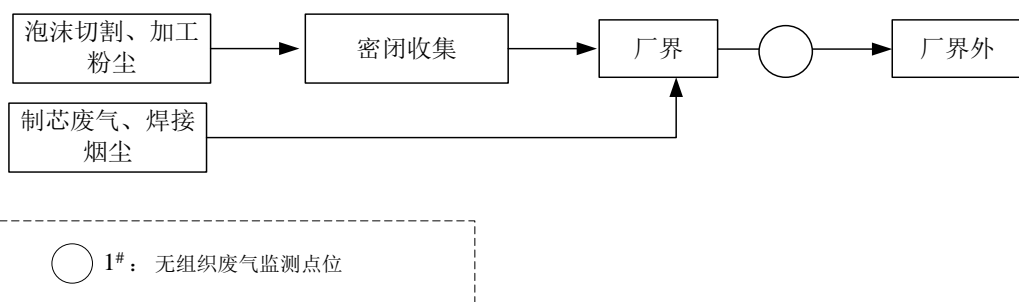 泡沫切割、加工
粉尘
密闭收集
厂界
厂界外
制芯废气、焊接
烟尘
1#：无组织废气监测点位